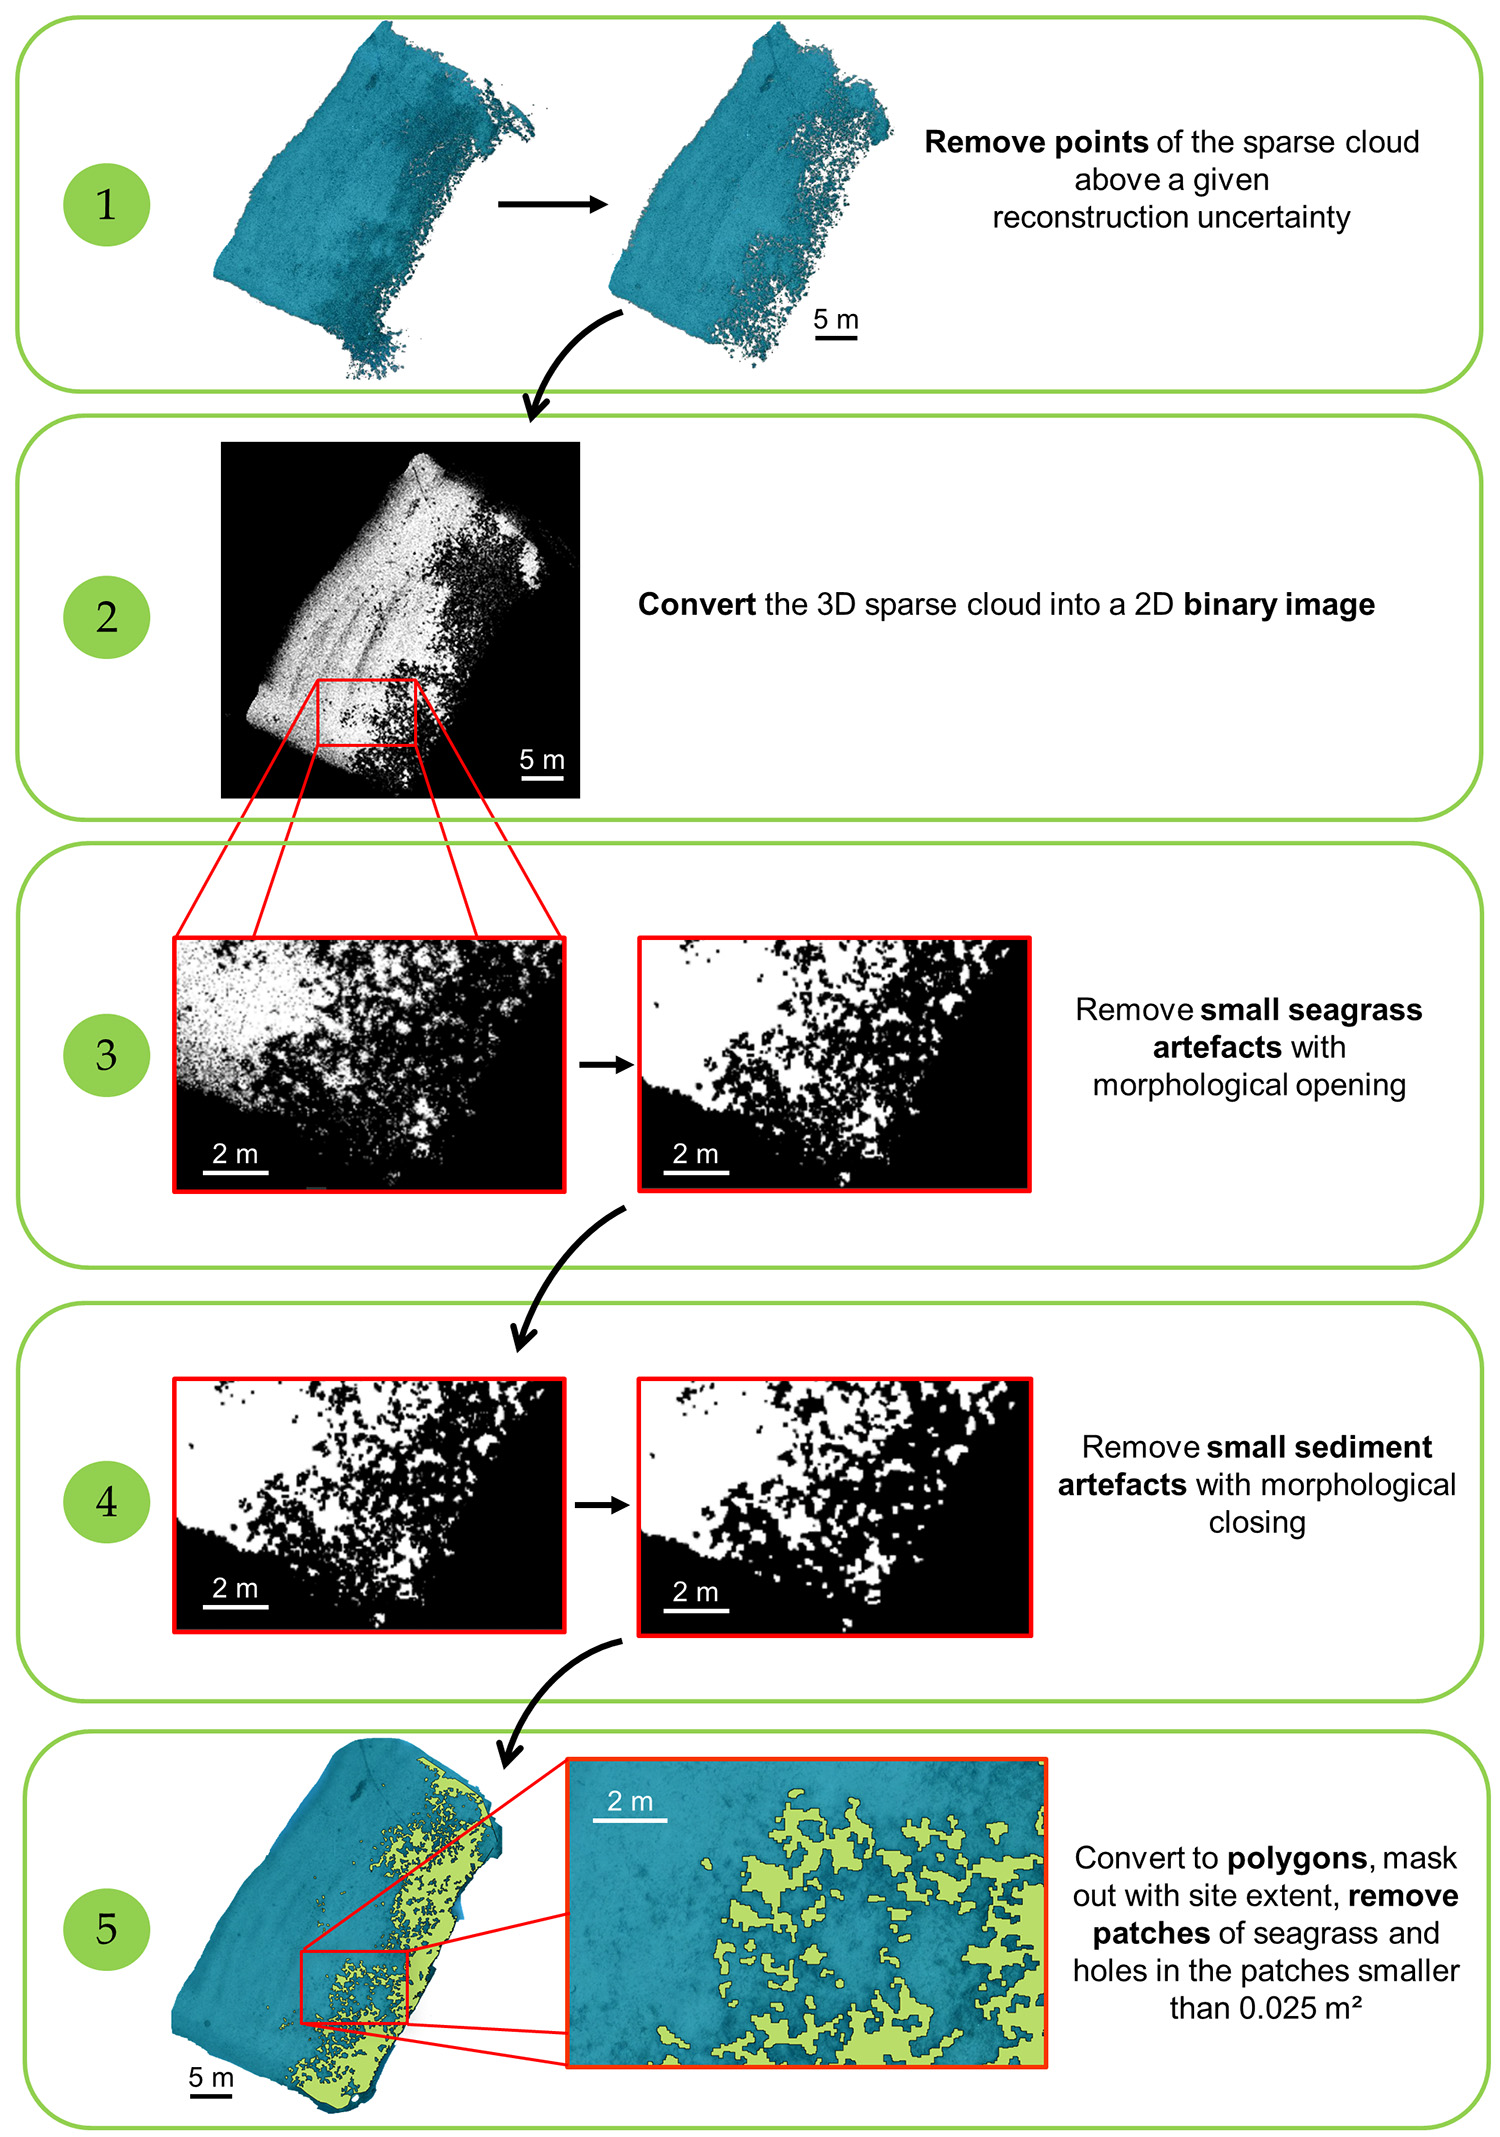 1
Remove points of the sparse cloud
above a given
reconstruction uncertainty
5 m
2
Convert the 3D sparse cloud into a 2D binary image
5 m
3
Remove small seagrass
artefacts with
morphological opening
2 m
2 m
4
Remove small sediment
artefacts with morphological
closing
2 m
2 m
5
2 m
Convert to polygons, mask
out with site extent, remove
patches of seagrass and
holes in the patches smaller
than 0.025 m²
5 m